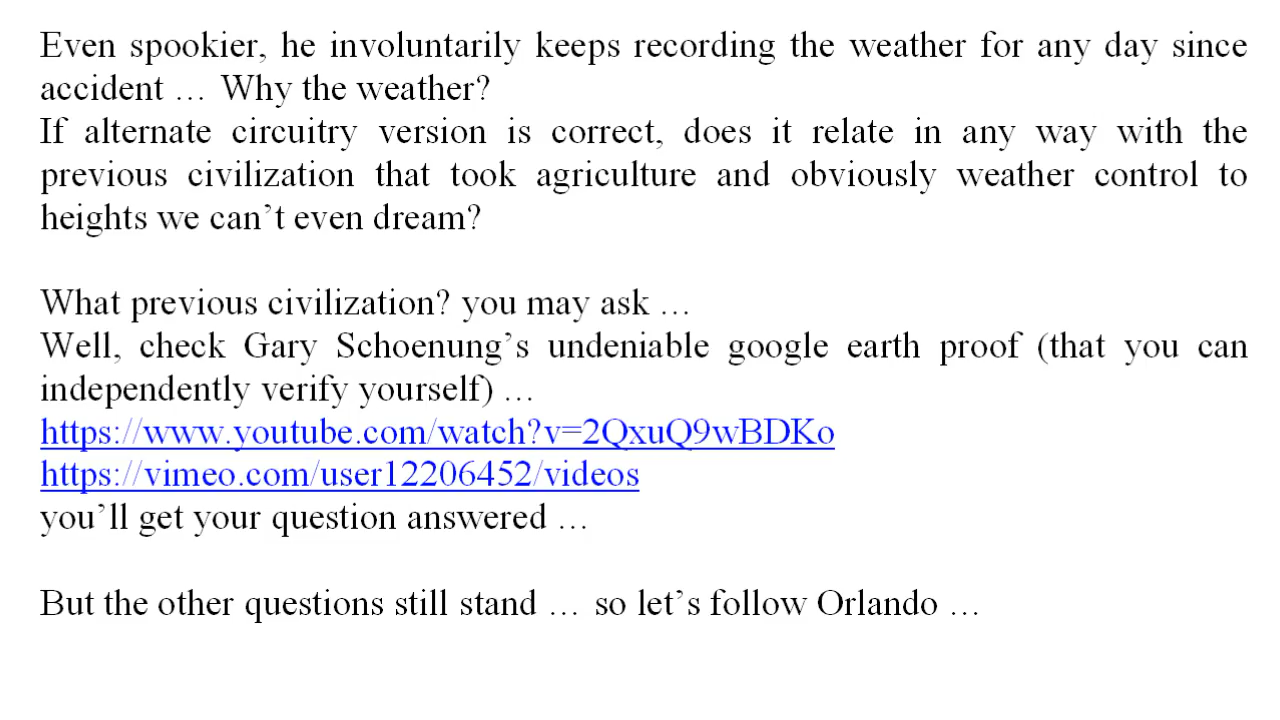 Even spookier, he involuntarily keeps recording the weather for any day since
accident … Why the weather?
If alternate circuitry version is correct, does it relate in any way with the
previous civilization that took agriculture and obviously weather control to
heights we can’t even dream?
What previous civilization? you may ask …
Well, check Gary Schoenung’s undeniable google earth proof (that you can
independently verify yourself) …
https://www.youtube.com/watch?v=2QxuQ9wBDKo
https://vimeo.com/user12206452/videos
you’ll get your question answered …
But the other questions still stand … so let’s follow Orlando …